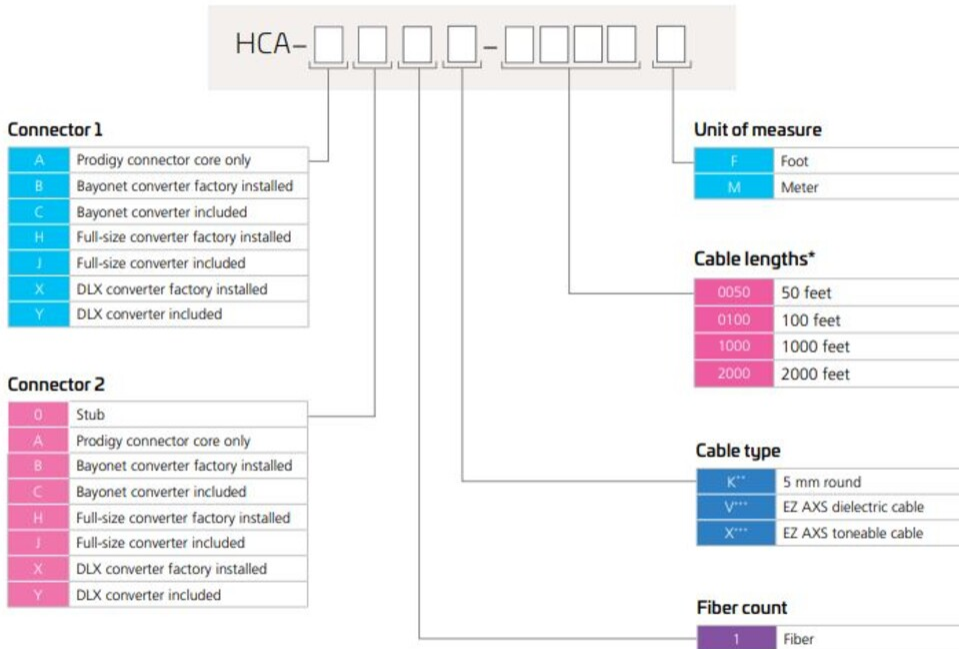 HCA–
–
Connector 1
A Prodigy connector core only
B Bayonet converter factory installed
C Bayonet converter included
H Full-size converter factory installed
J Full-size converter included
X DLX converter factory installed
Y DLX converter included
Connector 2
0 Stub
A Prodigy connector core only
B Bayonet converter factory installed
C Bayonet converter included
H Full-size converter factory installed
J Full-size converter included
X DLX converter factory installed
Y DLX converter included
Unit of measure
F Foot
M Meter
Cable lengths*
0050 50 feet
0100 100 feet
1000 1000 feet
2000 2000 feet
Cable type
K** 5 mm round
V*** EZ AXS dielectric cable
X*** EZ AXS toneable cable
Fiber count
1 Fiber